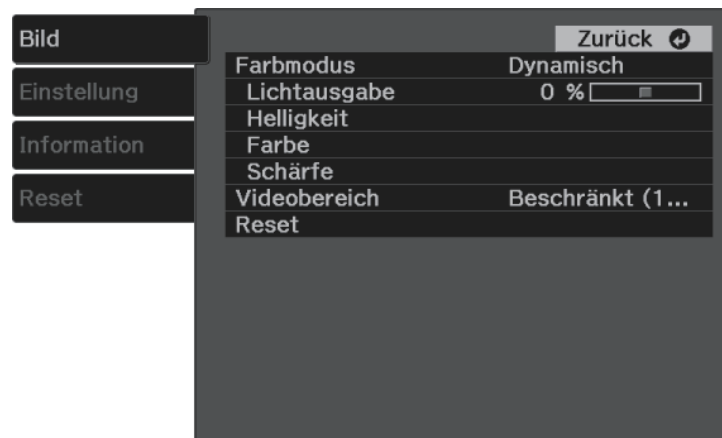 Bild
Einstellung
Information
Reset
Zurück
Farbmodus Dynamisch
Lichtausgabe 0 %
Helligkeit
Farbe
Schärfe
Videobereich Beschränkt (1...
Reset